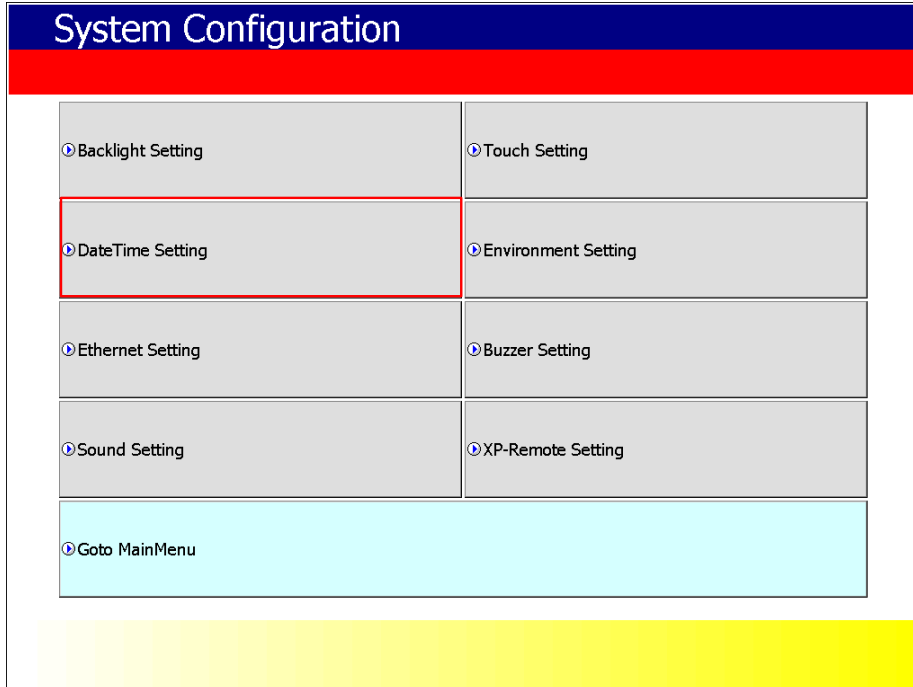 System Configuration
Backlight Setting
Touch Setting
DateTime Setting
Environment Setting
Ethernet Setting
Buzzer Setting
Sound Setting
XP-Remote Setting
Goto MainMenu